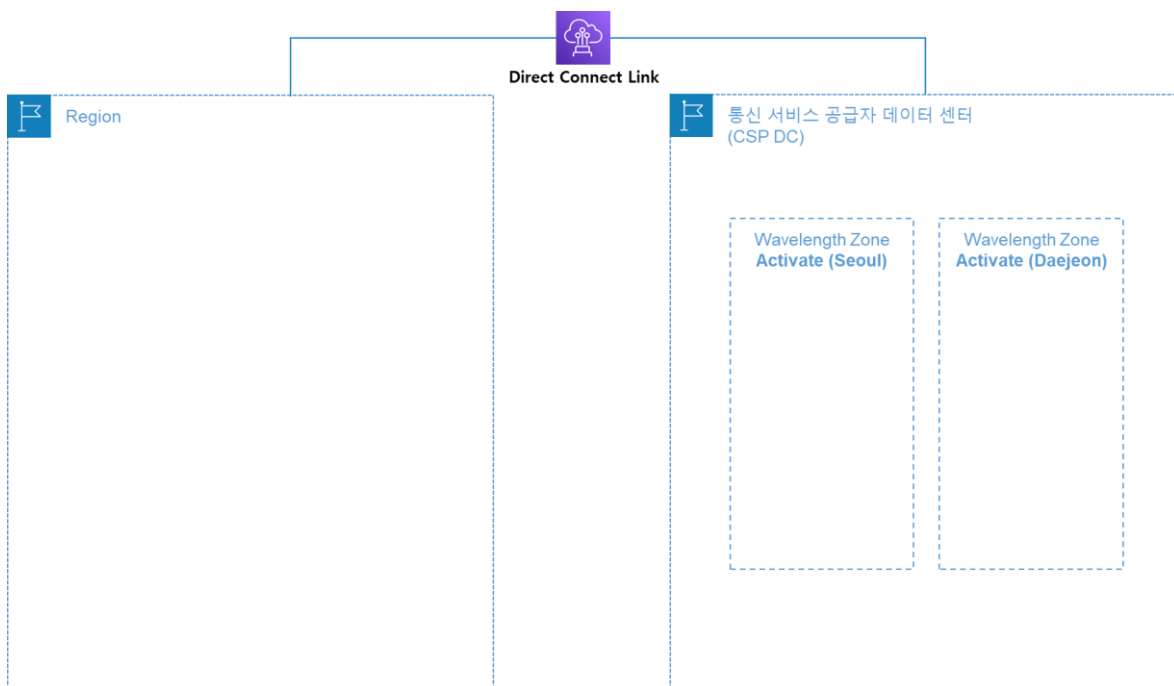 Direct Connect Link
Region
통신 서비스 공급자 데이터 센터
(CSP DC)
Wavelength Zone
Activate (Seoul)
Wavelength Zone
Activate (Daejeon)